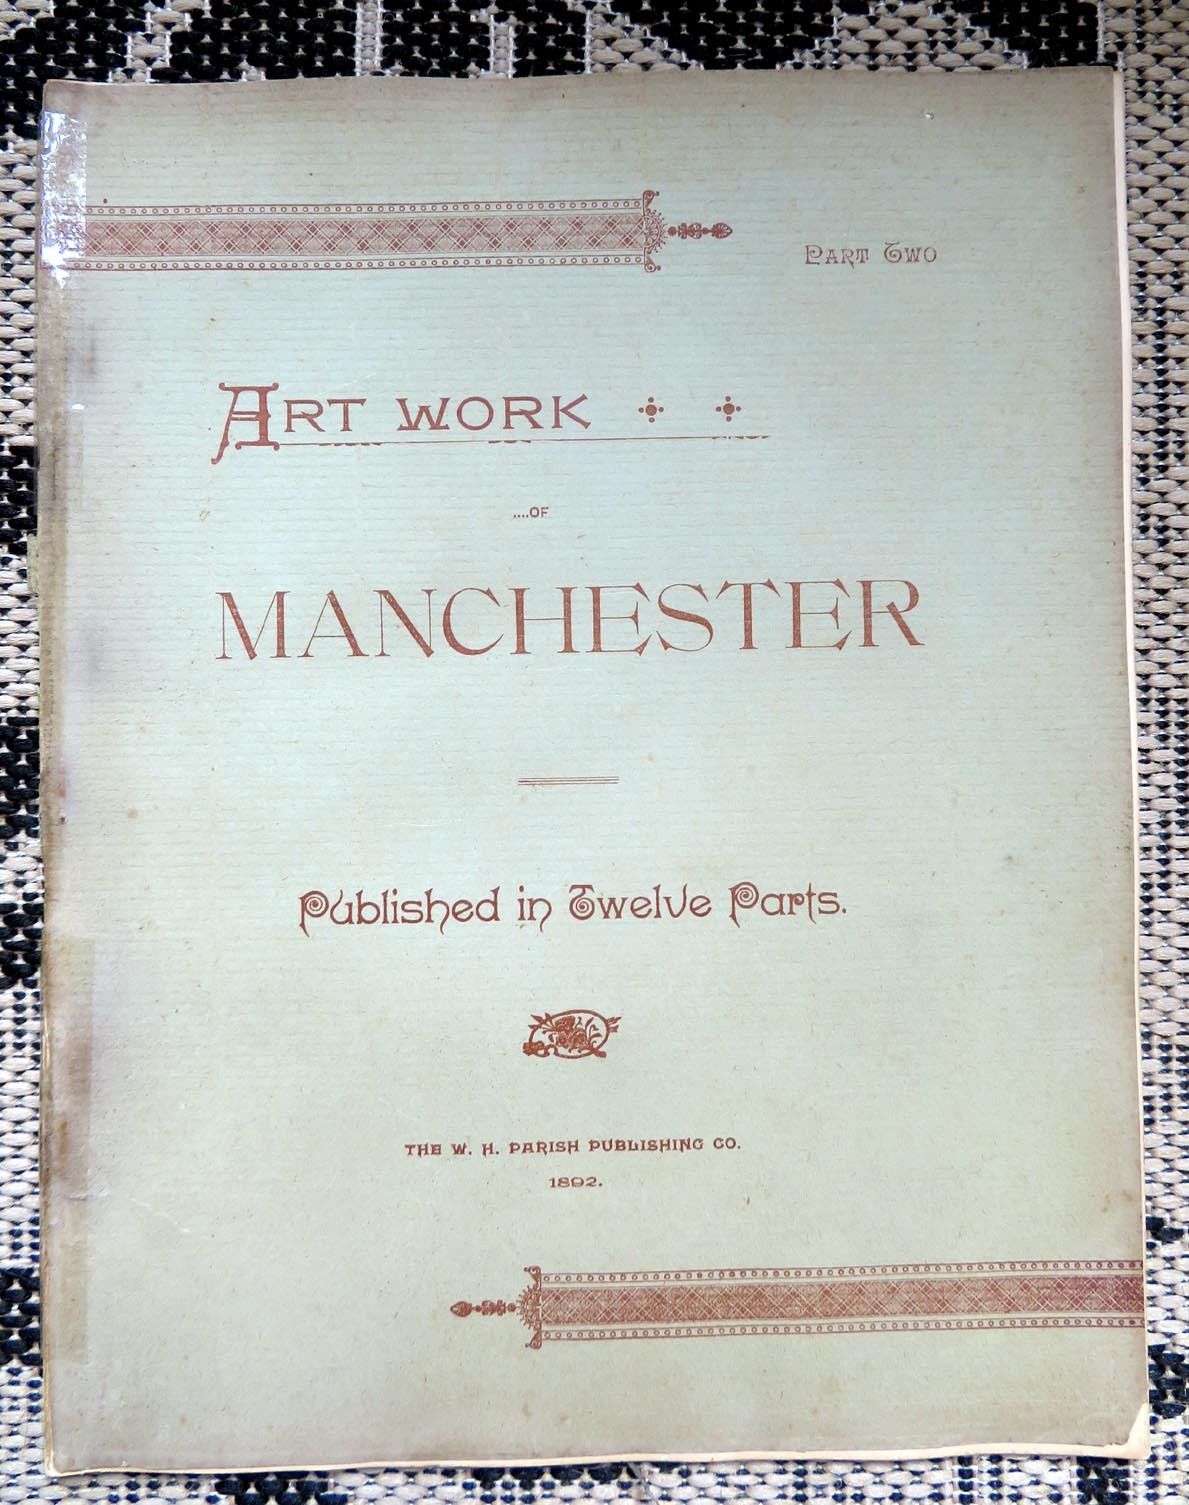 PART TWO
ART WORK
....OF
MANCHESTER
Published in Twelve Parts.
THE W. H. PARISH PUBLISHING CO.
1892.